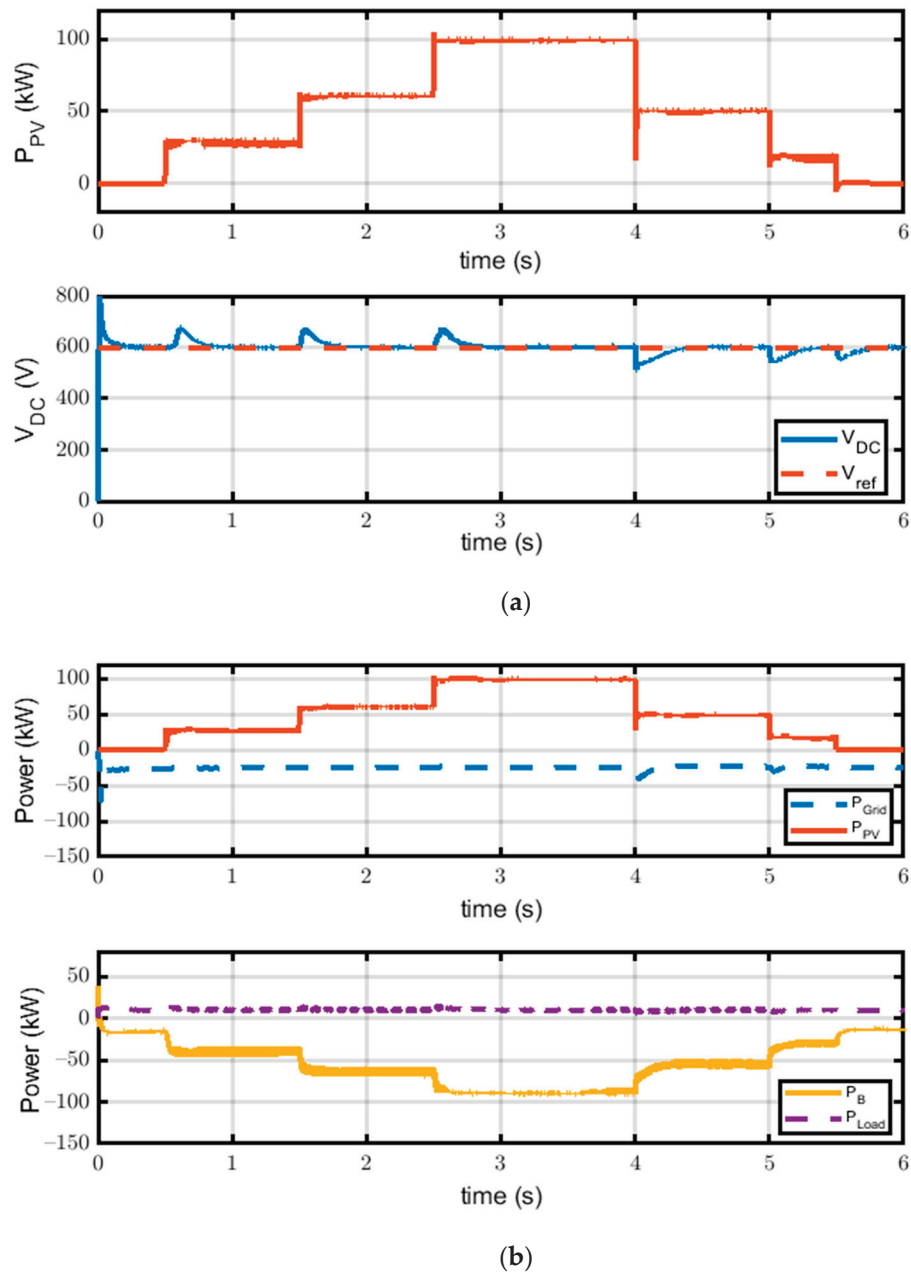 100
50
0
P_PV (kW)
0 1 2 3 4 5 6
time (s)
800
600
400
200
0
V_DC (V)
V_DC
V_ref
0 1 2 3 4 5 6
time (s)
(a)
100
50
0
−50
−100
−150
Power (kW)
P_Grid
P_PV
0 1 2 3 4 5 6
time (s)
50
0
−50
−100
−150
Power (kW)
P_B
P_Load
0 1 2 3 4 5 6
time (s)
(b)